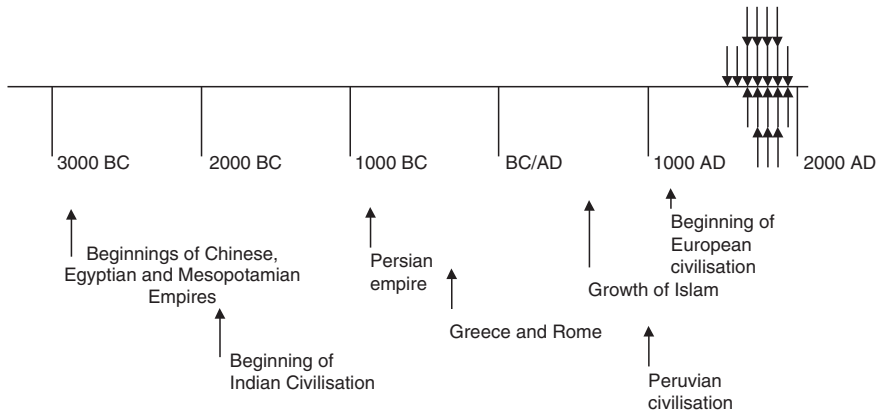 3000 BC
2000 BC
1000 BC
BC/AD
1000 AD
2000 AD
Beginnings of Chinese,
Egyptian and Mesopotamian
Empires
Beginning of
Indian Civilisation
Persian
empire
Greece and Rome
Growth of Islam
Beginning of
European
civilisation
Peruvian
civilisation